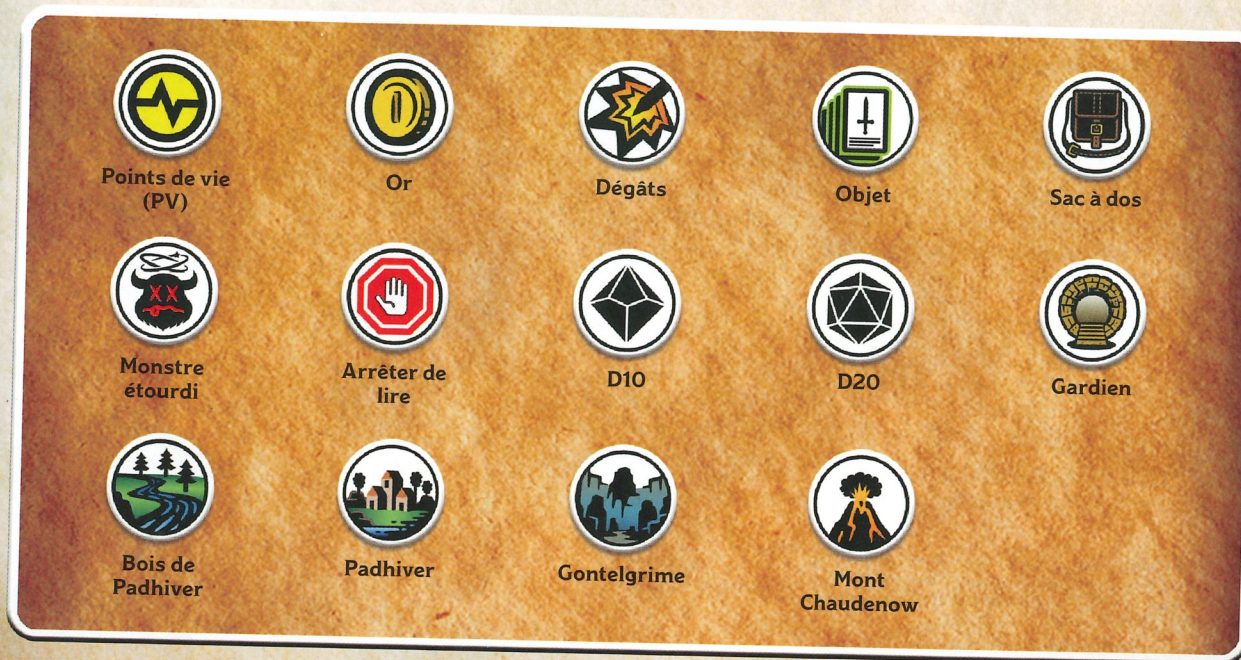 Points de vie
(PV)
Or
Dégâts
Objet
Sac à dos
Monstre
étourdi
Arrêter de
lire
D10
D20
Gardien
Bois de
Padhiver
Padhiver
Gontelgrime
Mont
Chaudenow